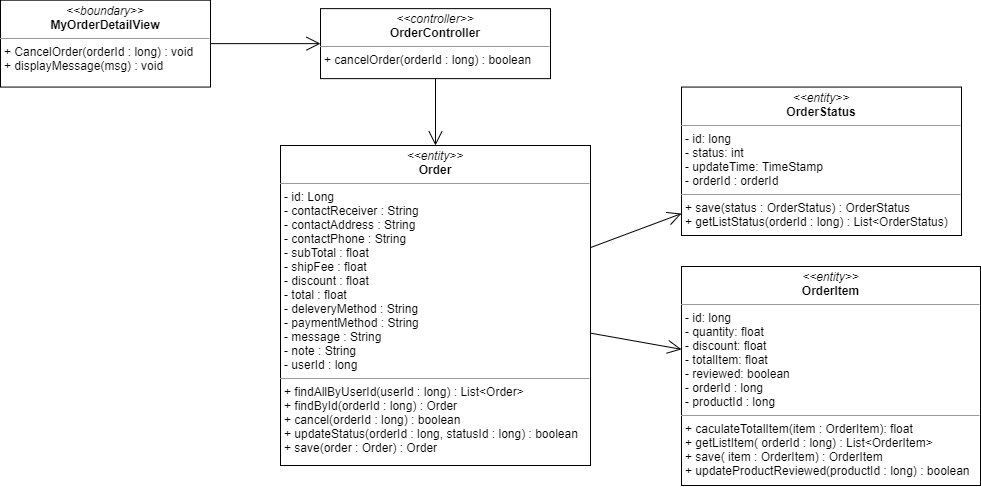 <<boundary>>
MyOrderDetailView
+ CancelOrder(orderId : long) : void
+ displayMessage(msg) : void
<<controller>>
OrderController
+ cancelOrder(orderId : long) : boolean
<<entity>>
Order
- id: Long
- contactReceiver : String
- contactAddress : String
- contactPhone : String
- subTotal : float
- shipFee : float
- discount : float
- total : float
- deleveryMethod : String
- paymentMethod : String
- message : String
- note : String
- userId : long
+ findAllByUserId(userId : long) : List<Order>
+ findById(orderId : long) : Order
+ cancel(orderId : long) : boolean
+ updateStatus(orderId : long, statusId : long) : boolean
+ save(order : Order) : Order
<<entity>>
OrderStatus
- id: long
- status: int
- updateTime: TimeStamp
- orderId : orderId
+ save(status : OrderStatus) : OrderStatus
+ getListStatus(orderId : long) : List<OrderStatus)
<<entity>>
OrderItem
- id: long
- quantity: float
- discount: float
- totalItem: float
- reviewed: boolean
- orderId : long
- productId : long
+ caculateTotalItem(item : OrderItem): float
+ getListItem( orderId : long) : List<OrderItem>
+ save( item : OrderItem) : OrderItem
+ updateProductReviewed(productId : long) : boolean